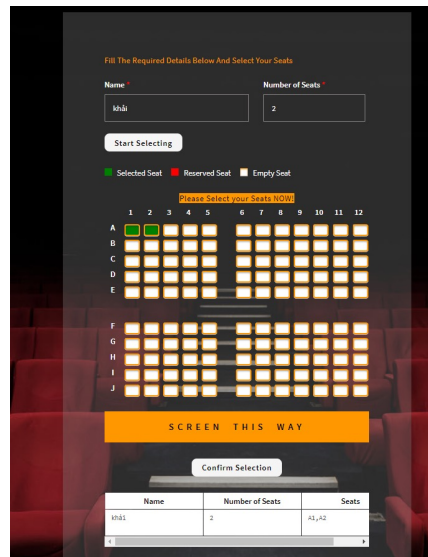 Fill The Required Details Below And Select Your Seats
Name * Number of Seats *
khải 2
Start Selecting
Selected Seat Reserved Seat Empty Seat
Please Select your Seats NOW!
1 2 3 4 5 6 7 8 9 10 11 12
A
B
C
D
E
F
G
H
I
J
SCREEN THIS WAY
Confirm Selection
Name Number of Seats Seats
khải 2 A1,A2